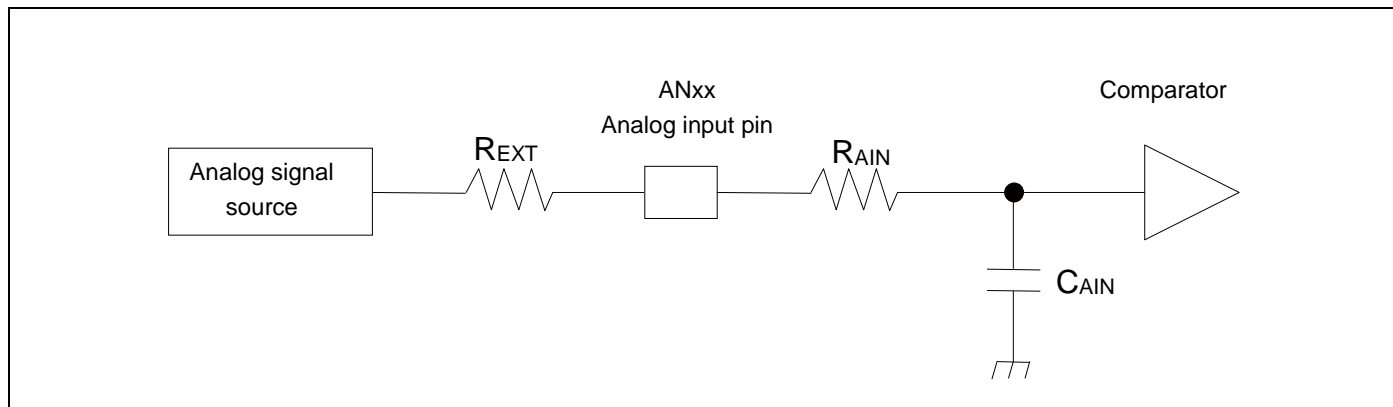 ANxx
Analog input pin
Comparator
Analog signal
source
REXT
RAIN
CAIN